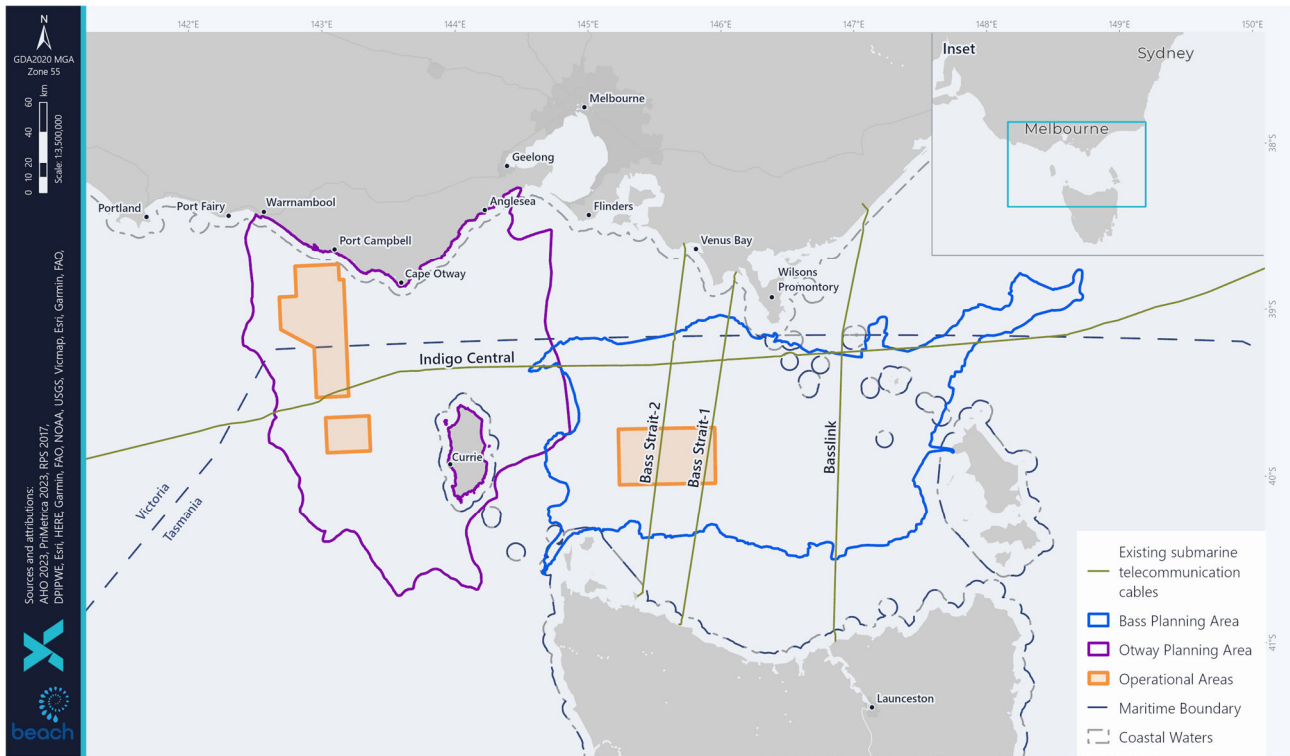 N
GDA2020 MGA
Zone 55
0 10 20 40 60
km
Scale: 1:3,500,000
Sources and attributions:
AHO 2023, PriMetrica 2023, RPS 2017,
DPIPWE, Esri, HERE, Garmin, FAO, NOAA, USGS, Vicmap, Esri, Garmin, FAO,
beach
142°E
143°E
144°E
145°E
146°E
147°E
148°E
149°E
150°E
38°S
39°S
40°S
41°S
Inset
Sydney
Melbourne
Melbourne
Geelong
Portland
Port Fairy
Warrnambool
Anglesea
Flinders
Port Campbell
Venus Bay
Cape Otway
Wilsons
Promontory
Indigo Central
Bass Strait-2
Bass Strait-1
Basslink
Currie
Victoria
Tasmania
Launceston
Existing submarine
telecommunication
cables
Bass Planning Area
Otway Planning Area
Operational Areas
Maritime Boundary
Coastal Waters